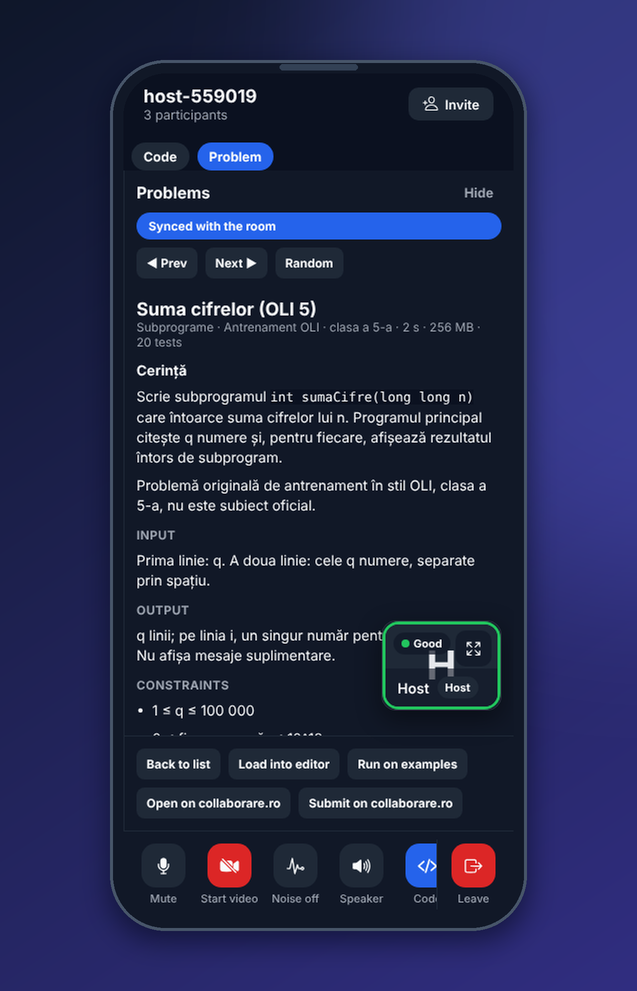 host-559019
3 participants
Invite
Code
Problem
Problems
Hide
Synced with the room
◀ Prev
Next ▶
Random
Suma cifrelor (OLI 5)
Subprograme · Antrenament OLI · clasa a 5-a · 2 s · 256 MB ·
20 tests
Cerință
Scrie subprogramul int sumaCifre(long long n)
care întoarce suma cifrelor lui n. Programul principal
citește q numere și, pentru fiecare, afișează rezultatul
întors de subprogram.
Problemă originală de antrenament în stil OLI, clasa a
5-a, nu este subiect oficial.
INPUT
Prima linie: q. A doua linie: cele q numere, separate
prin spațiu.
OUTPUT
q linii; pe linia i, un singur număr pent
Nu afișa mesaje suplimentare.
Good
H
Host
Host
CONSTRAINTS
• 1 ≤ q ≤ 100 000
Back to list
Load into editor
Run on examples
Open on collaborare.ro
Submit on collaborare.ro
Mute
Start video
Noise off
Speaker
Code
Leave